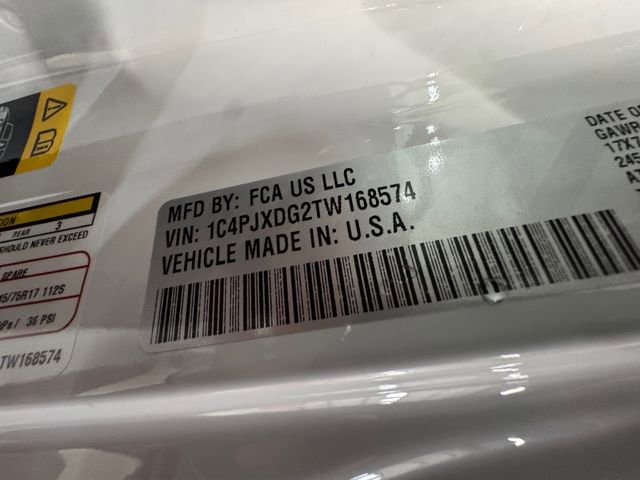 MFD BY: FCA US LLC
VIN: 1C4PJXDG2TW168574
VEHICLE MADE IN: U.S.A.
DATE
GAWR
17X7
245
3
SHOULD NEVER EXCEED
SPARE
112S
36 PSI
TW168574